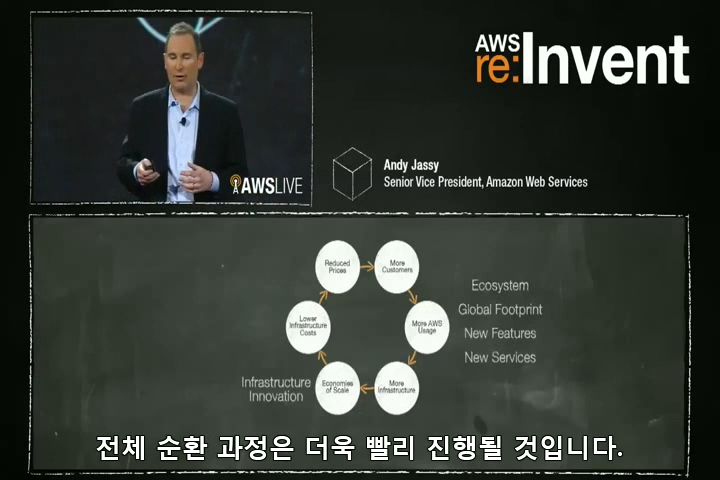 AWS
re:Invent
AWSLIVE
Andy Jassy
Senior Vice President, Amazon Web Services
Reduced
Prices
More
Customers
More AWS
Usage
More
Infrastructure
Economies
of Scale
Lower
Infrastructure
Costs
Ecosystem
Global Footprint
New Features
New Services
Infrastructure
Innovation
전체 순환 과정은 더욱 빨리 진행될 것입니다.